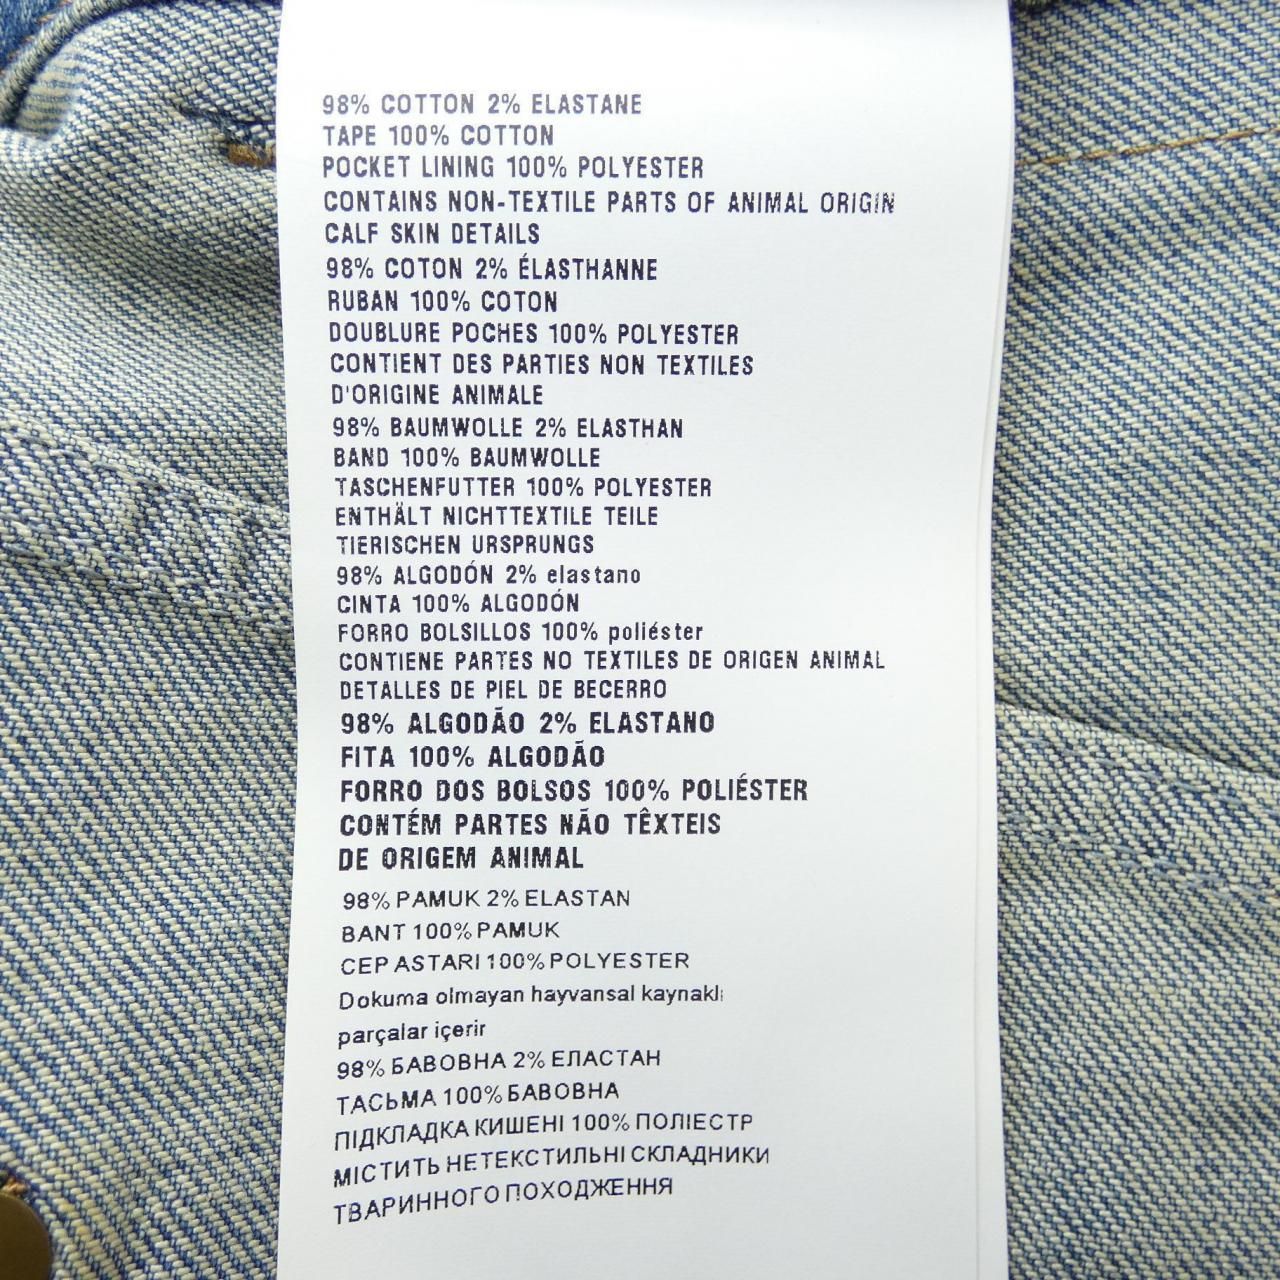 98% COTTON 2% ELASTANE
TAPE 100% COTTON
POCKET LINING 100% POLYESTER
CONTAINS NON-TEXTILE PARTS OF ANIMAL ORIGIN
CALF SKIN DETAILS
98% COTON 2% ÉLASTHANNE
RUBAN 100% COTON
DOUBLURE POCHES 100% POLYESTER
CONTIENT DES PARTIES NON TEXTILES
D'ORIGINE ANIMALE
98% BAUMWOLLE 2% ELASTHAN
BAND 100% BAUMWOLLE
TASCHENFUTTER 100% POLYESTER
ENTHÄLT NICHTTEXTILE TEILE
TIERISCHEN URSPRUNGS
98% ALGODÓN 2% elastano
CINTA 100% ALGODÓN
FORRO BOLSILLOS 100% poliéster
CONTIENE PARTES NO TEXTILES DE ORIGEN ANIMAL
DETALLES DE PIEL DE BECERRO
98% ALGODÃO 2% ELASTANO
FITA 100% ALGODÃO
FORRO DOS BOLSOS 100% POLIÉSTER
CONTÉM PARTES NÃO TÊXTEIS
DE ORIGEM ANIMAL
98% PAMUK 2% ELASTAN
BANT 100% PAMUK
CEP ASTARI 100% POLYESTER
Dokuma olmayan hayvansal kaynaklı
parçalar içerir
98% БАВОВНА 2% ЕЛАСТАН
ТАСЬМА 100% БАВОВНА
ПІДКЛАДКА КИШЕНІ 100% ПОЛІЕСТР
МІСТИТЬ НЕТЕКСТИЛЬНІ СКЛАДНИКИ
ТВАРИННОГО ПОХОДЖЕННЯ